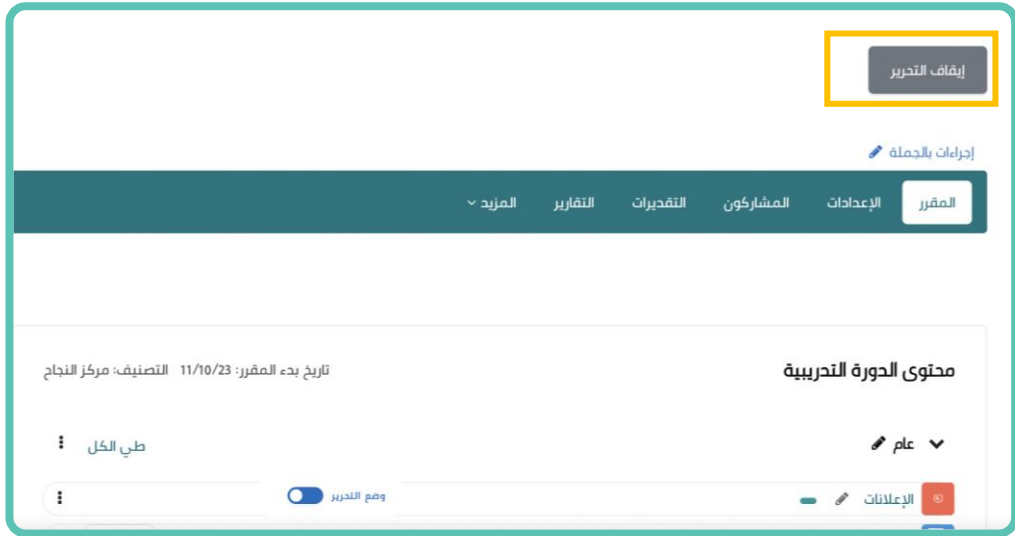 إيقاف التحرير
إجراءات بالجملة
المقرر الإعدادات المشاركون التقديرات التقارير المزيد
محتوى الدورة التدريبية تاريخ بدء المقرر: 11/10/23 التصنيف: مركز النجاح
عام طي الكل
الإعلانات وضع التحرير